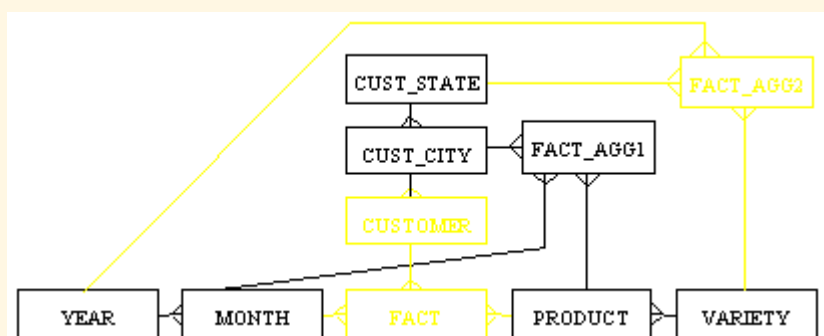 CUST_STATE
FACT_AGG2
CUST_CITY
FACT_AGG1
CUSTOMER
YEAR
MONTH
FACT
PRODUCT
VARIETY